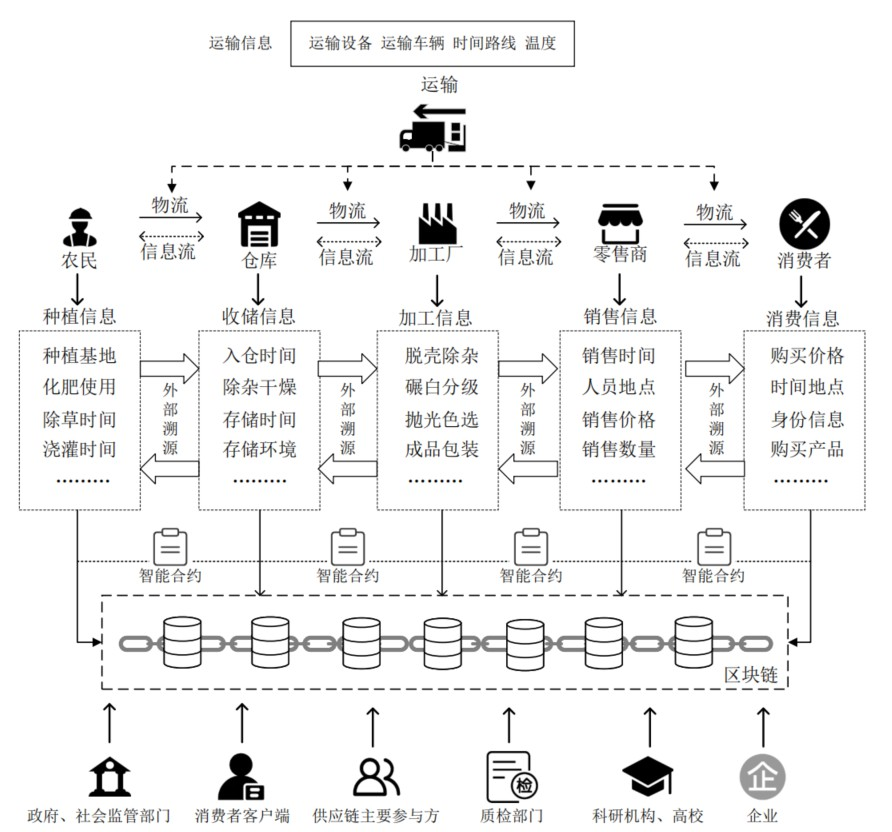 运输信息
运输设备 运输车辆 时间路线 温度
运输
物流
物流
物流
物流
信息流
信息流
信息流
信息流
农民
仓库
加工厂
零售商
消费者
种植信息
收储信息
加工信息
销售信息
消费信息
种植基地
化肥使用
除草时间
浇灌时间
………
外部溯源
入仓时间
除杂干燥
存储时间
存储环境
………
外部溯源
脱壳除杂
碾白分级
抛光色选
成品包装
………
外部溯源
销售时间
人员地点
销售价格
销售数量
………
外部溯源
购买价格
时间地点
身份信息
购买产品
………
智能合约
智能合约
智能合约
智能合约
区块链
检
企
政府、社会监管部门
消费者客户端
供应链主要参与方
质检部门
科研机构、高校
企业